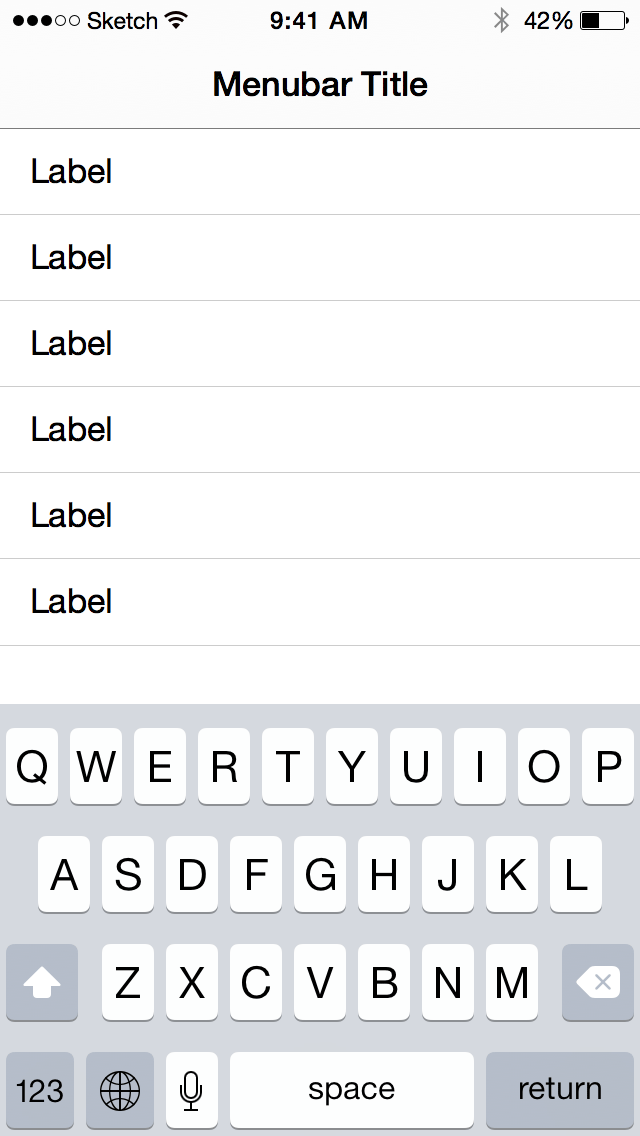 Sketch 9:41 AM 42%
Menubar Title
Label
Label
Label
Label
Label
Label
Q W E R T Y U I O P
A S D F G H J K L
Z X C V B N M
123 space return